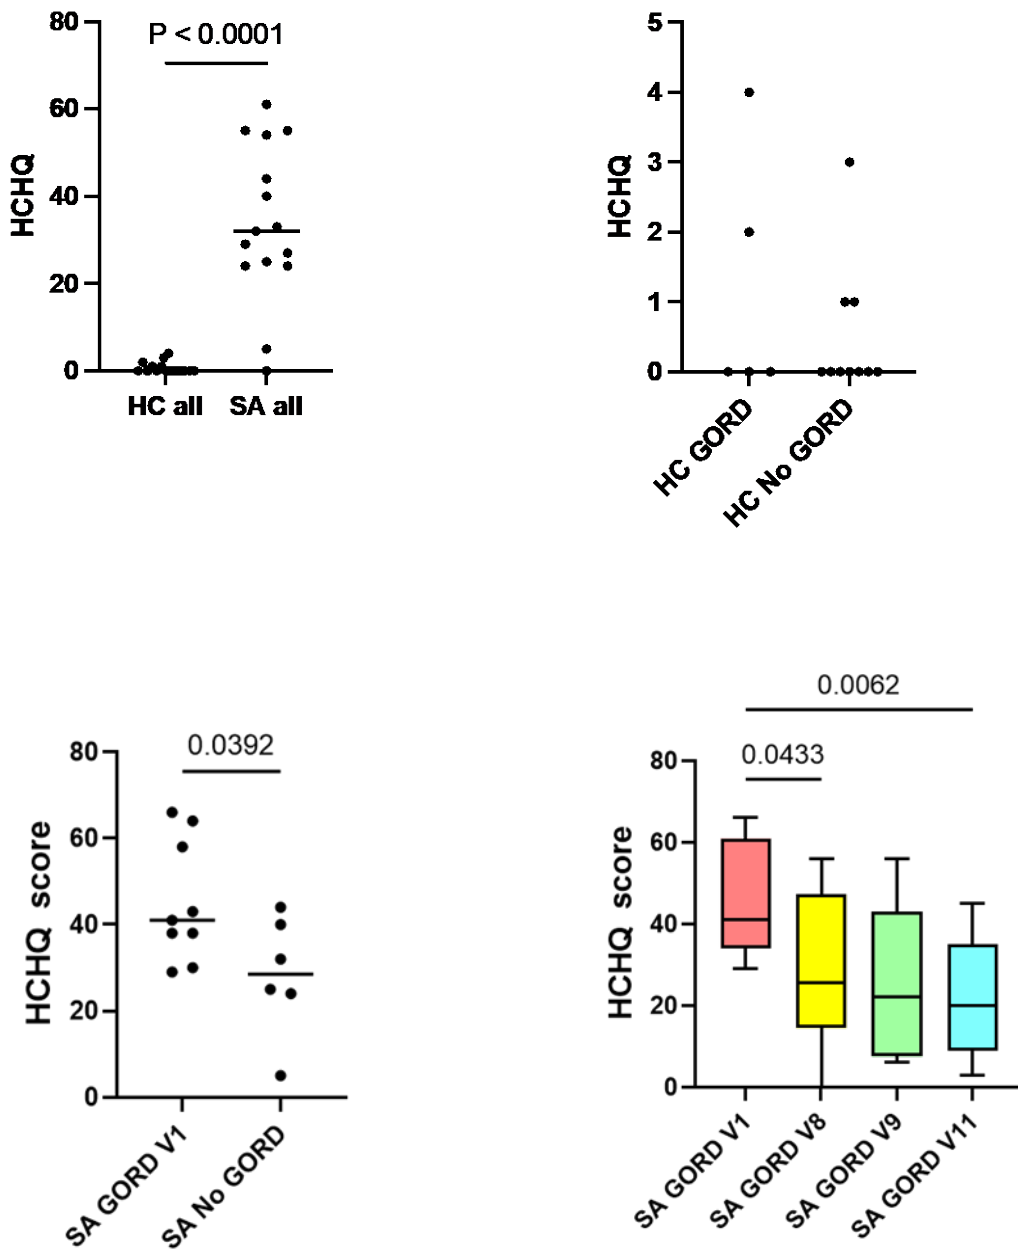 P < 0.0001
HCHQ
80
60
40
20
0
HC all
SA all
HCHQ
5
4
3
2
1
0
HC GORD
HC No GORD
0.0392
HCHQ score
80
60
40
20
0
SA GORD V1
SA No GORD
0.0062
0.0433
HCHQ score
80
60
40
20
0
SA GORD V1
SA GORD V8
SA GORD V9
SA GORD V11